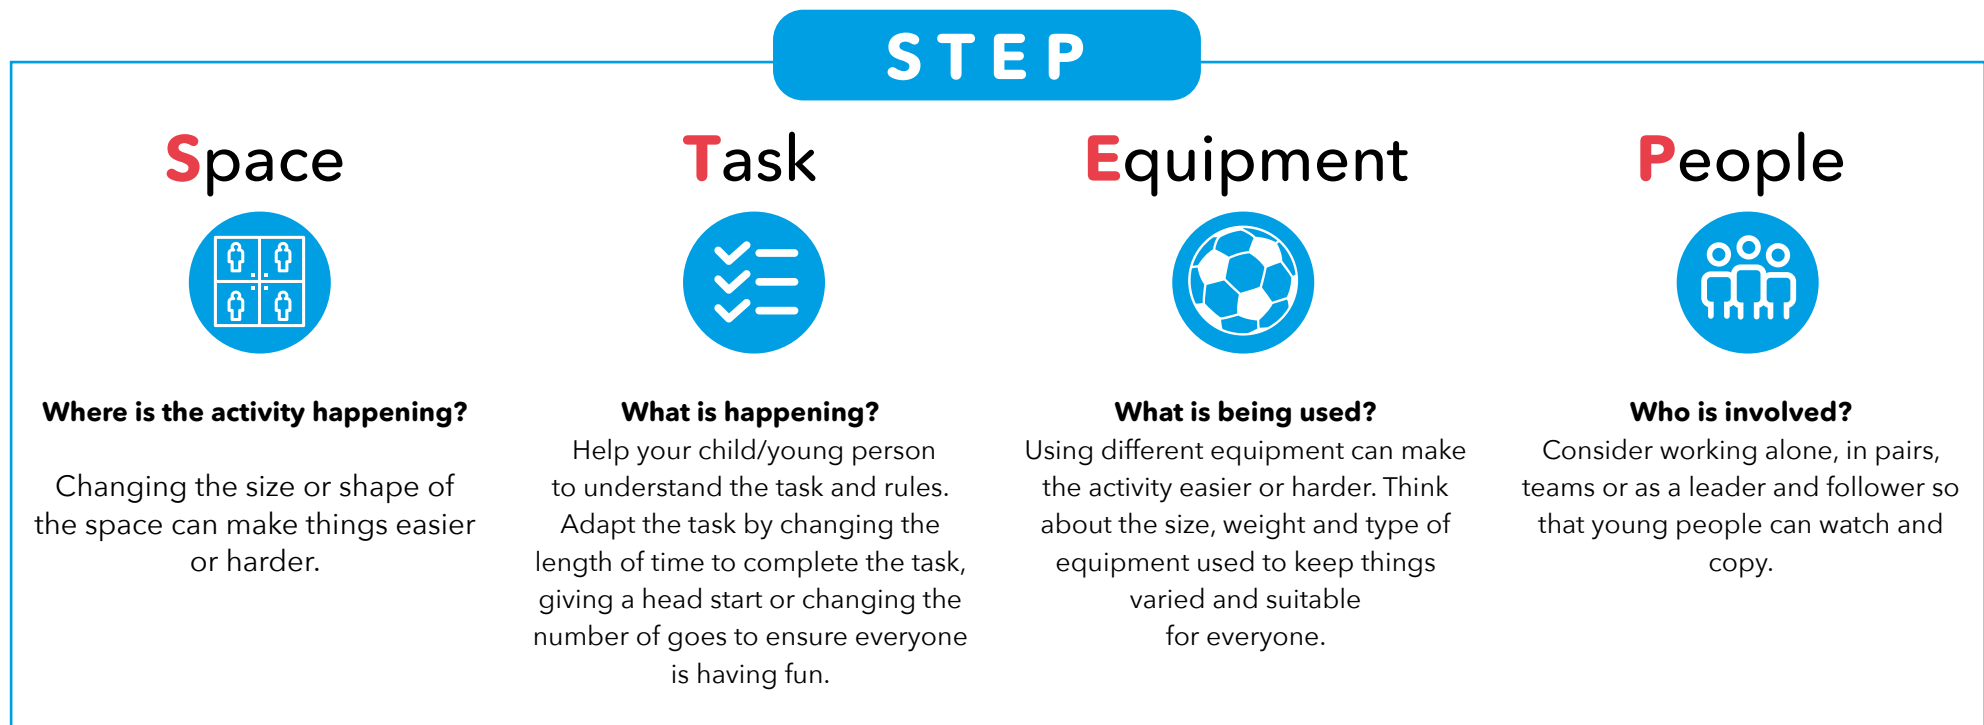 STEP
Space
Where is the activity happening?
Changing the size or shape of
the space can make things easier
or harder.
Task
What is happening?
Help your child/young person
to understand the task and rules.
Adapt the task by changing the
length of time to complete the task,
giving a head start or changing the
number of goes to ensure everyone
is having fun.
Equipment
What is being used?
Using different equipment can make
the activity easier or harder. Think
about the size, weight and type of
equipment used to keep things
varied and suitable
for everyone.
People
Who is involved?
Consider working alone, in pairs,
teams or as a leader and follower so
that young people can watch and
copy.